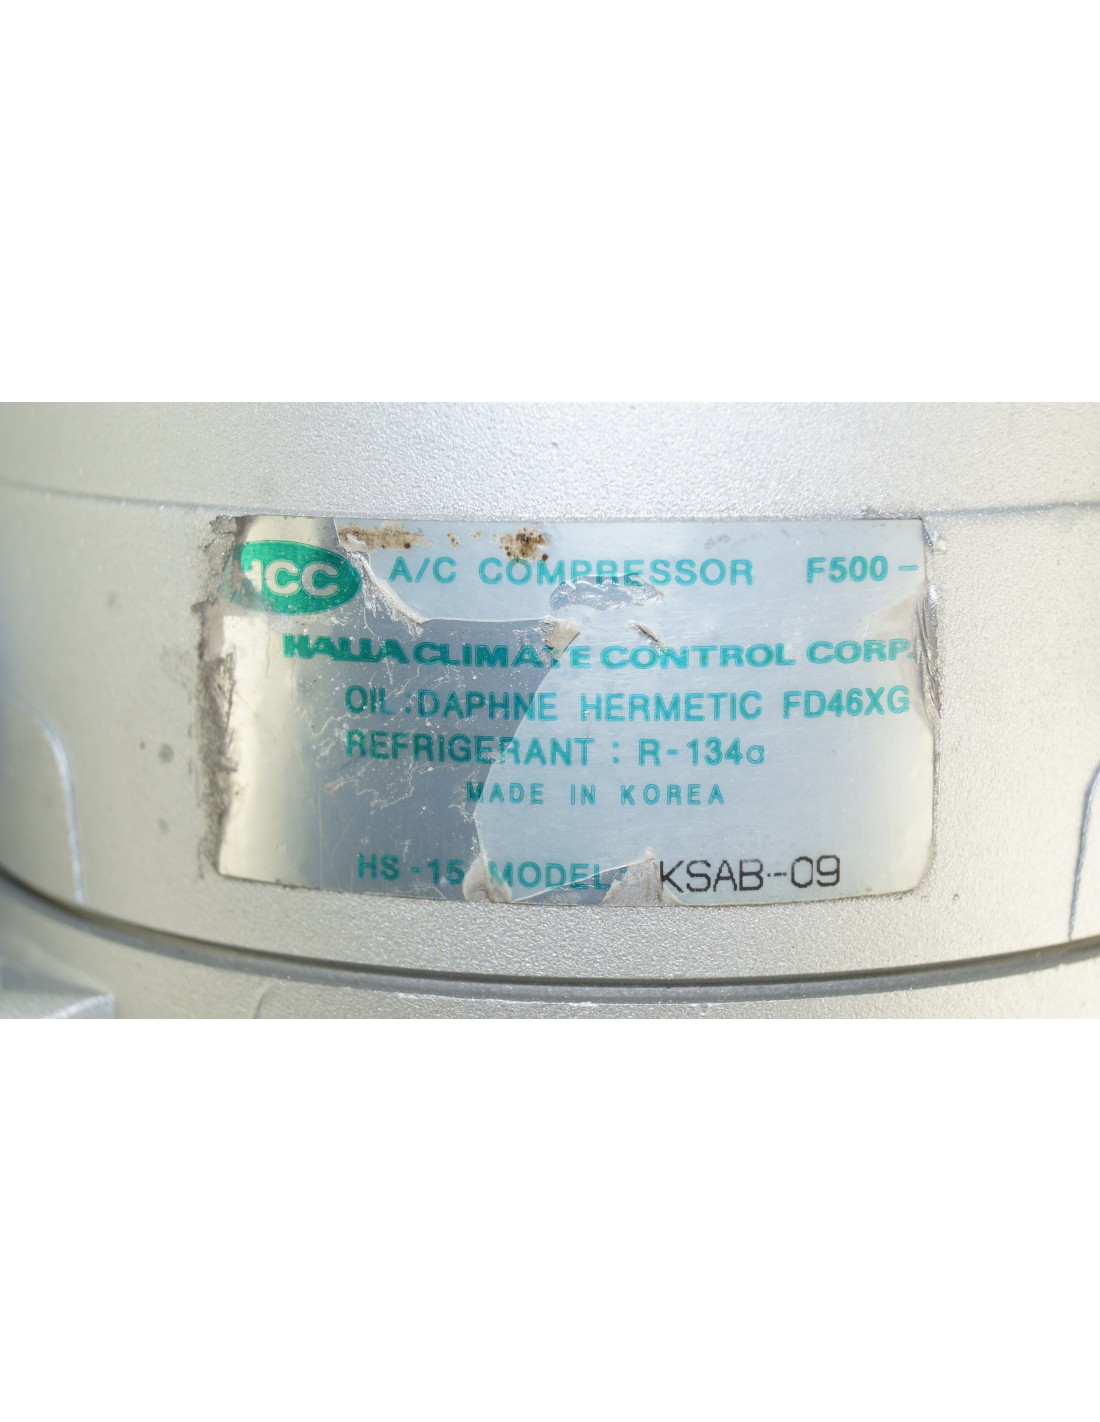 HCC A/C COMPRESSOR F500-
HALLA CLIMATE CONTROL CORP.
OIL : DAPHNE HERMETIC FD46XG
REFRIGERANT : R-134a
MADE IN KOREA
HS-15 MODEL: KSAB-09